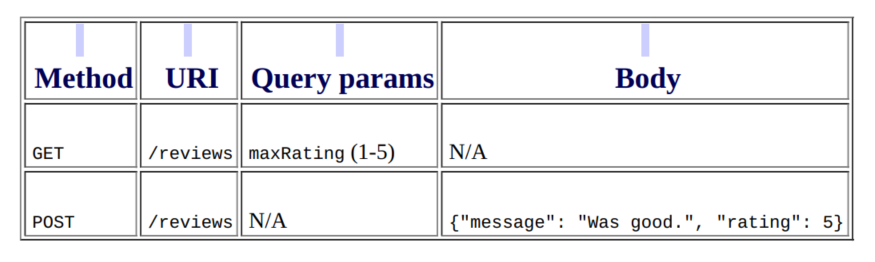 Method URI Query params Body
GET /reviews maxRating (1-5) N/A
POST /reviews N/A {"message": "Was good.", "rating": 5}